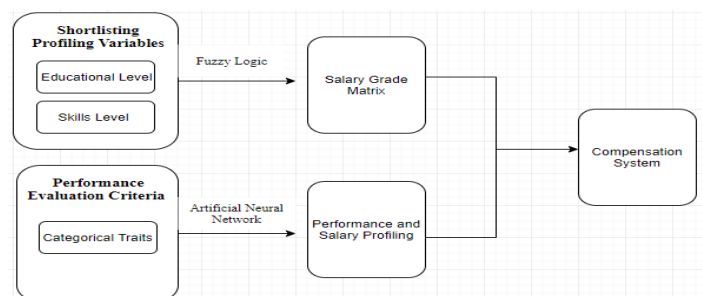 Shortlisting
Profiling Variables
Educational Level
Skills Level
Fuzzy Logic
Salary Grade
Matrix
Compensation
System
Performance
Evaluation Criteria
Categorical Traits
Artificial Neural
Network
Performance and
Salary Profiling